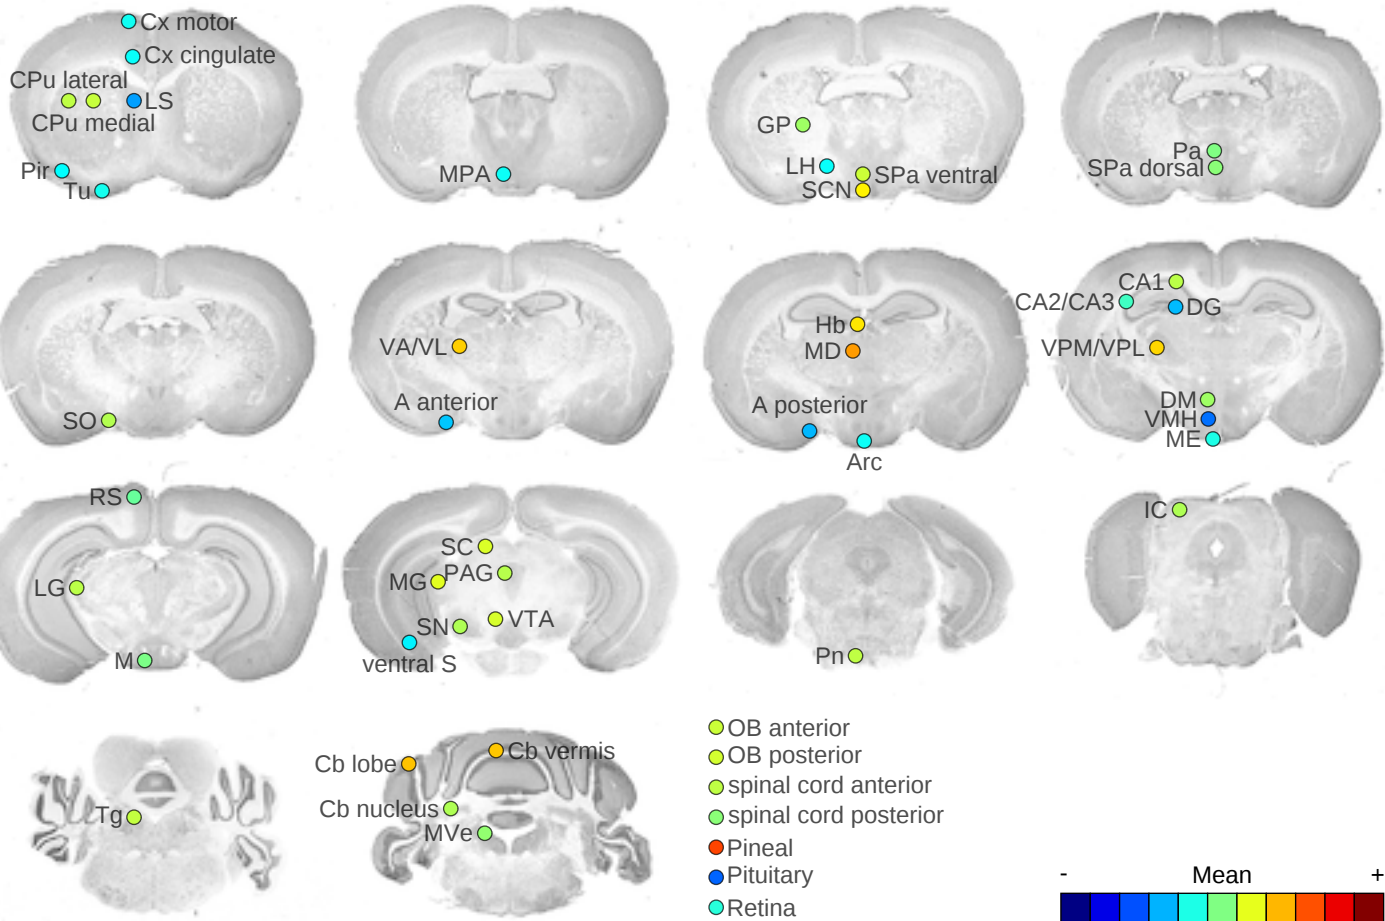 Cx motor
Cx cingulate
CPu lateral
LS
CPu medial
Pir
Tu
MPA
GP
LH
SPa ventral
SCN
Pa
SPa dorsal
SO
VA/VL
A anterior
Hb
MD
A posterior
Arc
CA1
CA2/CA3
DG
VPM/VPL
DM
VMH
ME
RS
LG
M
SC
MG
PAG
SN
VTA
ventral S
Pn
IC
Tg
Cb lobe
Cb vermis
Cb nucleus
MVe
OB anterior
OB posterior
spinal cord anterior
spinal cord posterior
Pineal
Pituitary
Retina
- Mean +